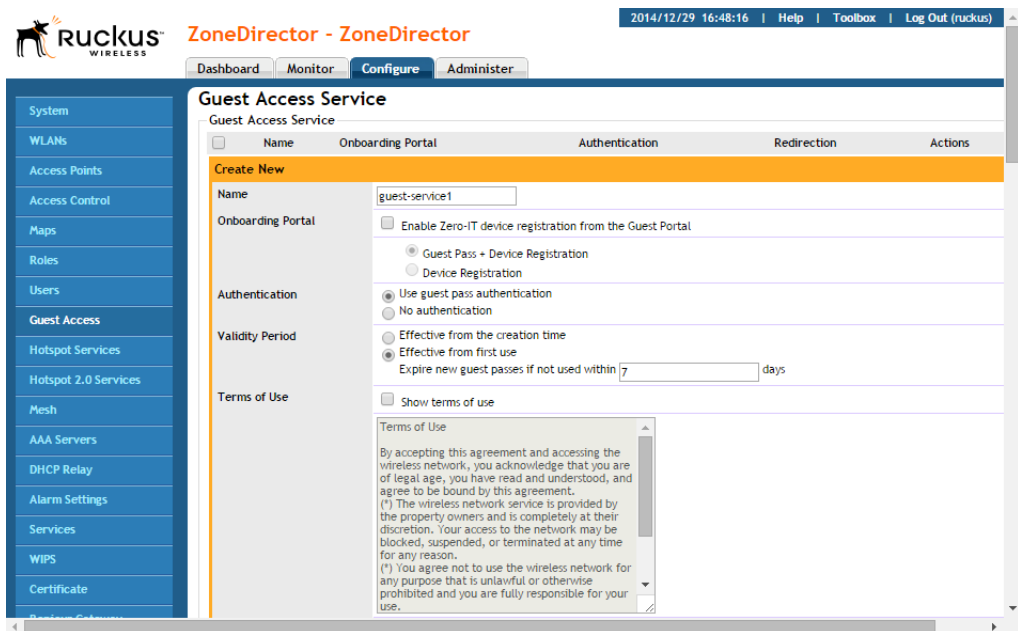 2014/12/29 16:48:16 | Help | Toolbox | Log Out (ruckus)
RUCKUS™
WIRELESS
ZoneDirector - ZoneDirector
Dashboard
Monitor
Configure
Administer
System
WLANs
Access Points
Access Control
Maps
Roles
Users
Guest Access
Hotspot Services
Hotspot 2.0 Services
Mesh
AAA Servers
DHCP Relay
Alarm Settings
Services
WIPS
Certificate
Guest Access Service
Guest Access Service
Name Onboarding Portal Authentication Redirection Actions
Create New
Name guest-service1
Onboarding Portal Enable Zero-IT device registration from the Guest Portal
Guest Pass + Device Registration
Device Registration
Authentication Use guest pass authentication
No authentication
Validity Period Effective from the creation time
Effective from first use
Expire new guest passes if not used within 7 days
Terms of Use Show terms of use
Terms of Use
By accepting this agreement and accessing the
wireless network, you acknowledge that you are
of legal age, you have read and understood, and
agree to be bound by this agreement.
(*) The wireless network service is provided by
the property owners and is completely at their
discretion. Your access to the network may be
blocked, suspended, or terminated at any time
for any reason.
(*) You agree not to use the wireless network for
any purpose that is unlawful or otherwise
prohibited and you are fully responsible for your
use.